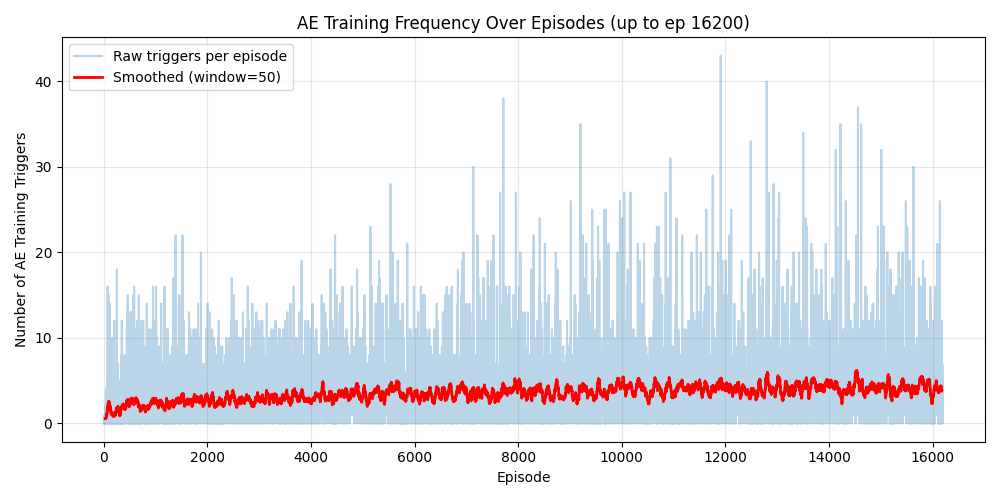 AE Training Frequency Over Episodes (up to ep 16200)
Raw triggers per episode
Smoothed (window=50)
Number of AE Training Triggers
40
30
20
10
0
0 2000 4000 6000 8000 10000 12000 14000 16000
Episode